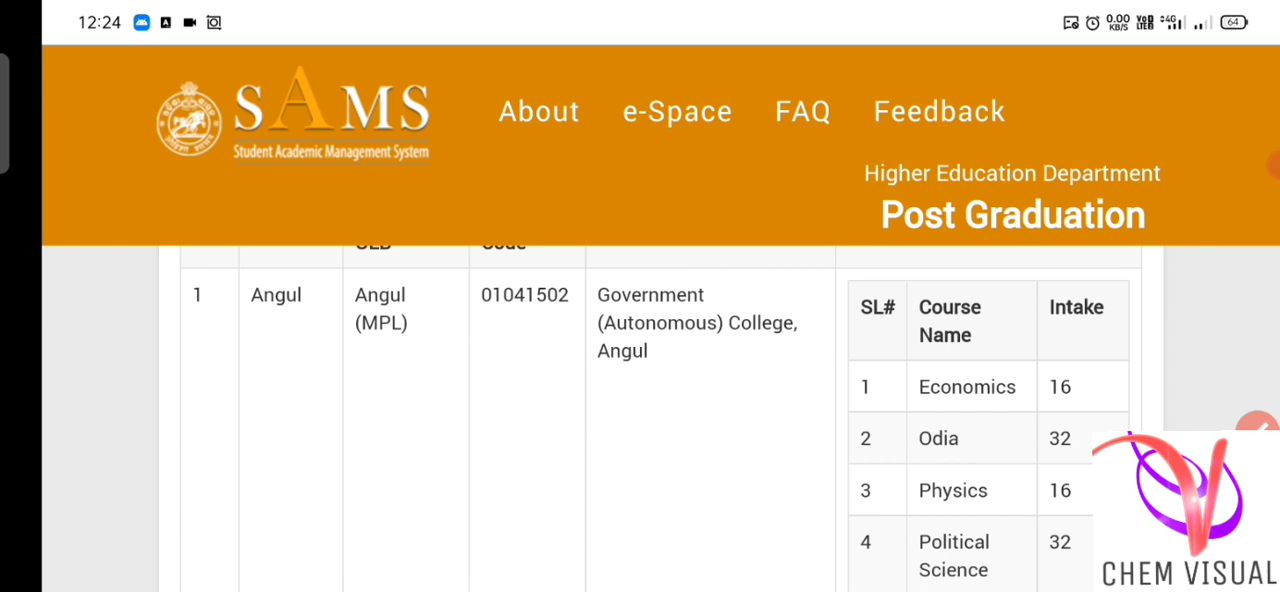 12:24
0.00 KB/S
4G
64
SAMS
Student Academic Management System
About e-Space FAQ Feedback
Higher Education Department
Post Graduation
1 Angul Angul (MPL) 01041502 Government (Autonomous) College, Angul
SL# Course Name Intake
1 Economics 16
2 Odia 32
3 Physics 16
4 Political Science 32
CHEM VISUAL